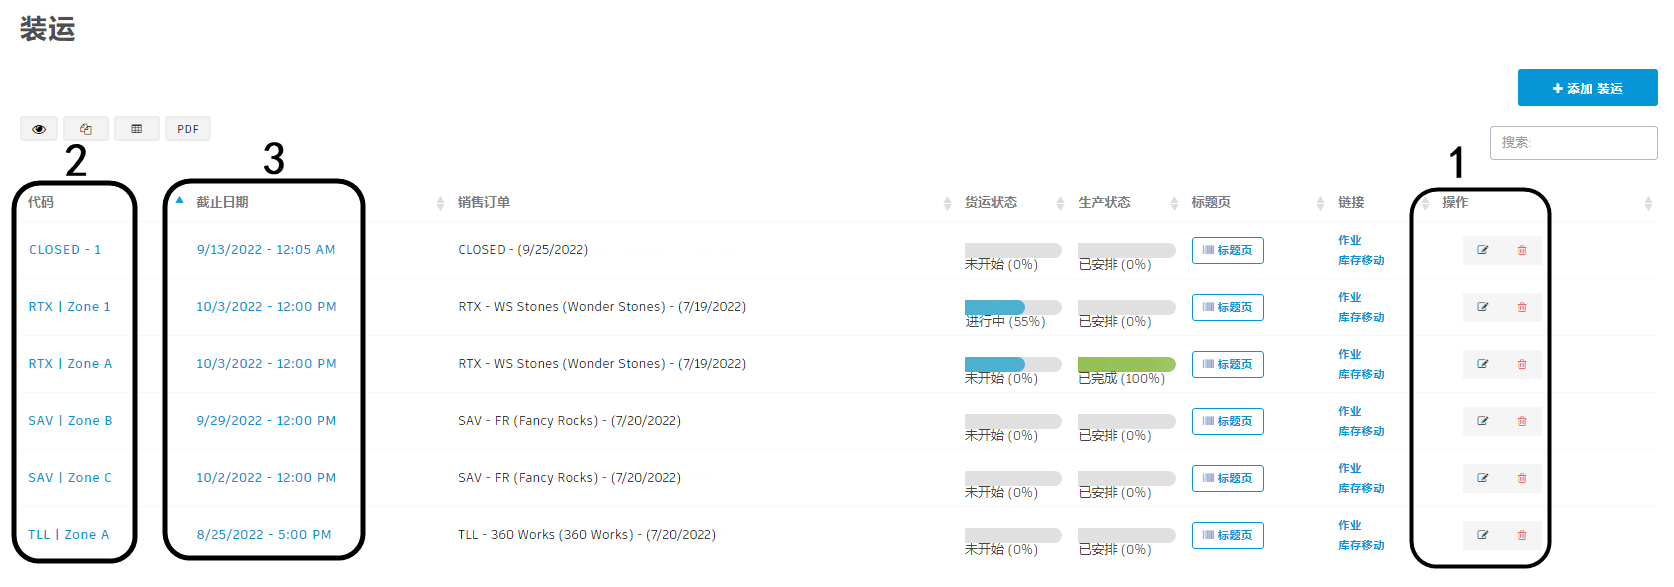 装运
添加 装运
PDF
搜索:
2 3 1
代码 截止日期 销售订单 货运状态 生产状态 标题页 链接 操作
CLOSED - 1 9/13/2022 - 12:05 AM CLOSED - (9/25/2022) 未开始 (0%) 已安排 (0%) 标题页 作业
库存移动
RTX | Zone 1 10/3/2022 - 12:00 PM RTX - WS Stones (Wonder Stones) - (7/19/2022) 进行中 (55%) 已安排 (0%) 标题页 作业
库存移动
RTX | Zone A 10/3/2022 - 12:00 PM RTX - WS Stones (Wonder Stones) - (7/19/2022) 未开始 (0%) 已完成 (100%) 标题页 作业
库存移动
SAV | Zone B 9/29/2022 - 12:00 PM SAV - FR (Fancy Rocks) - (7/20/2022) 未开始 (0%) 已安排 (0%) 标题页 作业
库存移动
SAV | Zone C 10/2/2022 - 12:00 PM SAV - FR (Fancy Rocks) - (7/20/2022) 未开始 (0%) 已安排 (0%) 标题页 作业
库存移动
TLL | Zone A 8/25/2022 - 5:00 PM TLL - 360 Works (360 Works) - (7/20/2022) 未开始 (0%) 已安排 (0%) 标题页 作业
库存移动